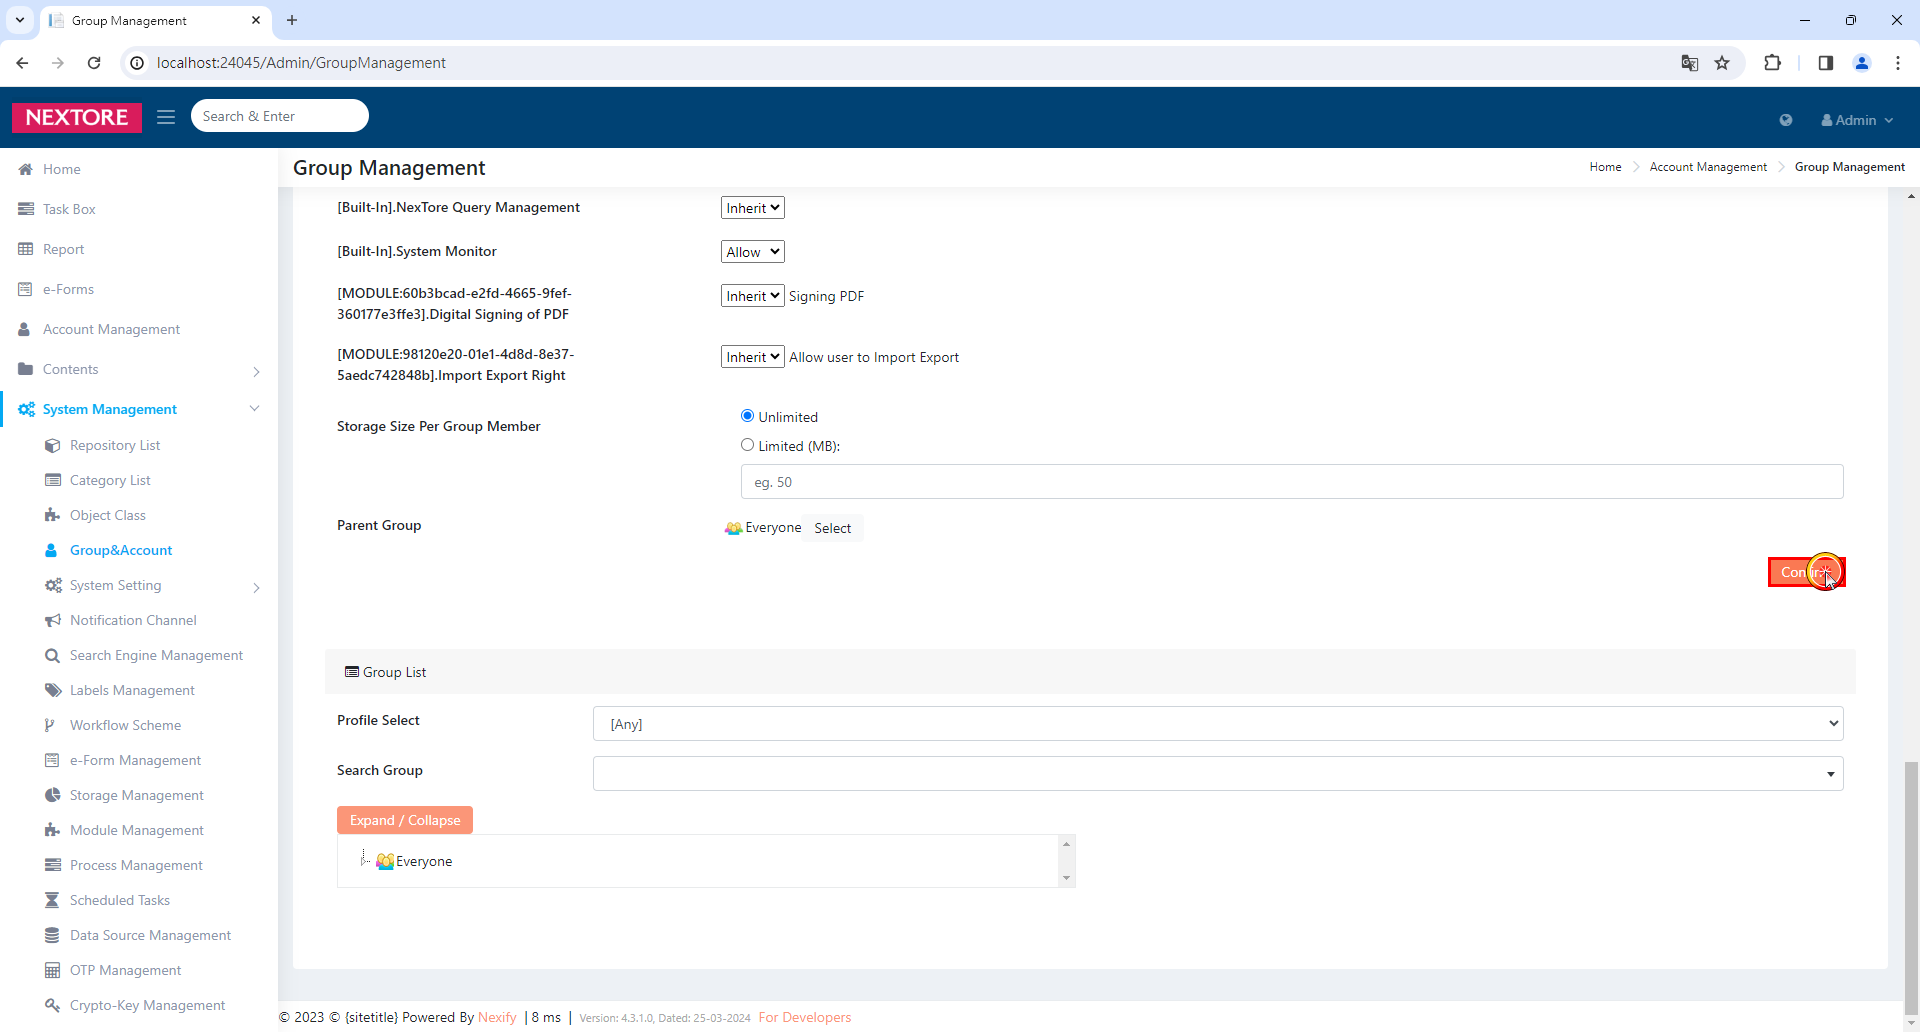 Group Management
localhost:24045/Admin/GroupManagement
NEXTORE
Search & Enter
Admin
Home
Task Box
Report
e-Forms
Account Management
Contents
System Management
Repository List
Category List
Object Class
Group&Account
System Setting
Notification Channel
Search Engine Management
Labels Management
Workflow Scheme
e-Form Management
Storage Management
Module Management
Process Management
Scheduled Tasks
Data Source Management
OTP Management
Crypto-Key Management
Group Management
Home Account Management Group Management
[Built-In].NexTore Query Management Inherit
[Built-In].System Monitor Allow
[MODULE:60b3bcad-e2fd-4665-9fef-
360177e3ffe3].Digital Signing of PDF
Inherit Signing PDF
[MODULE:98120e20-01e1-4d8d-8e37-
5aedc742848b].Import Export Right
Inherit Allow user to Import Export
Storage Size Per Group Member
Unlimited
Limited (MB):
eg. 50
Parent Group Everyone Select
Group List
Profile Select [Any]
Search Group
Expand / Collapse
Everyone
© 2023 © {sitetitle} Powered By Nexify | 8 ms | Version: 4.3.1.0, Dated: 25-03-2024 For Developers